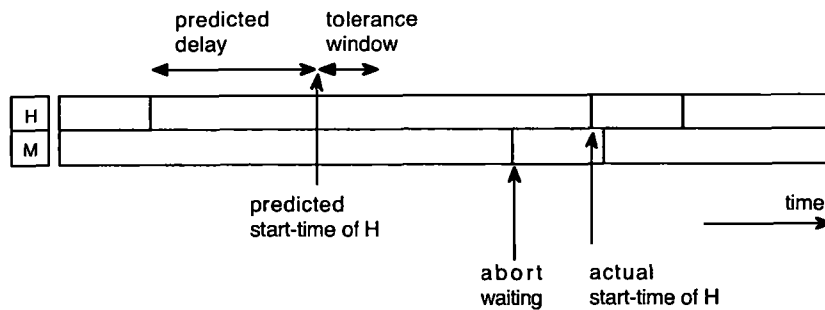 predicted
delay
tolerance
window
H
M
predicted
start-time of H
time
abort
waiting
actual
start-time of H